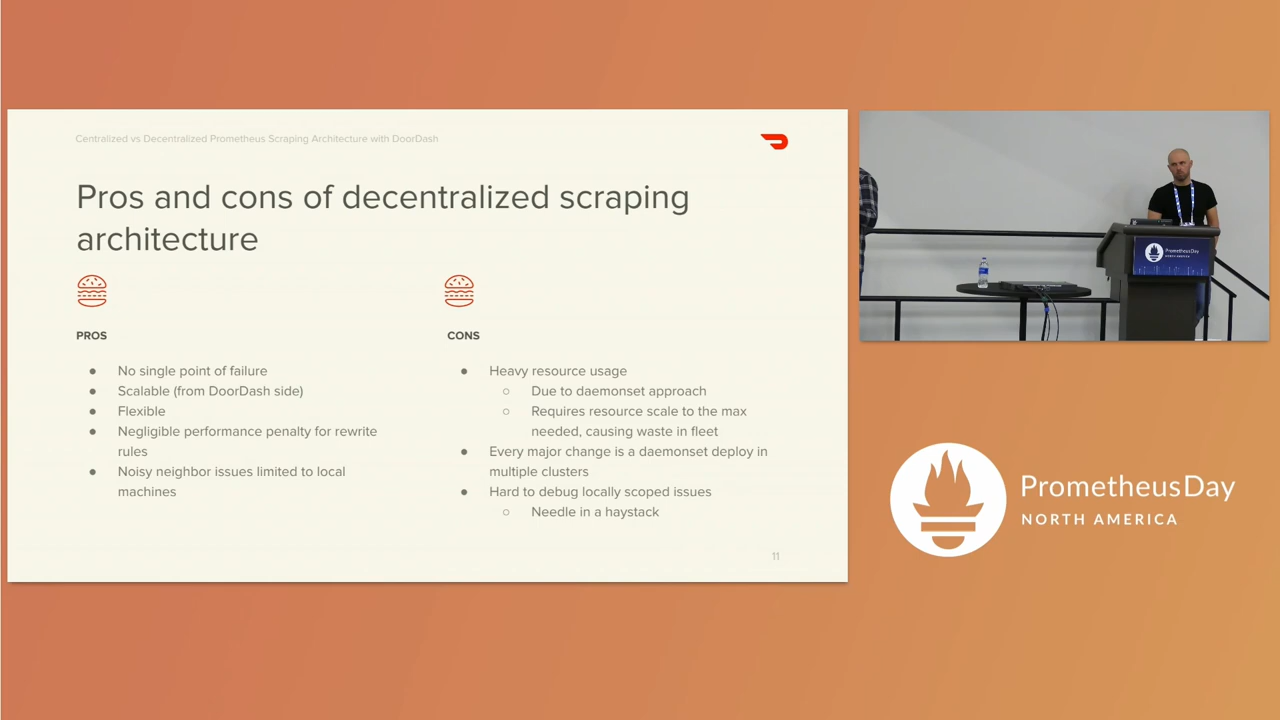 Centralized vs Decentralized Prometheus Scraping Architecture with DoorDash
Pros and cons of decentralized scraping
architecture
PROS
● No single point of failure
● Scalable (from DoorDash side)
● Flexible
● Negligible performance penalty for rewrite
rules
● Noisy neighbor issues limited to local
machines
CONS
● Heavy resource usage
○ Due to daemonset approach
○ Requires resource scale to the max
needed, causing waste in fleet
● Every major change is a daemonset deploy in
multiple clusters
● Hard to debug locally scoped issues
○ Needle in a haystack
11
PrometheusDay
NORTH AMERICA
PrometheusDay
NORTH AMERICA